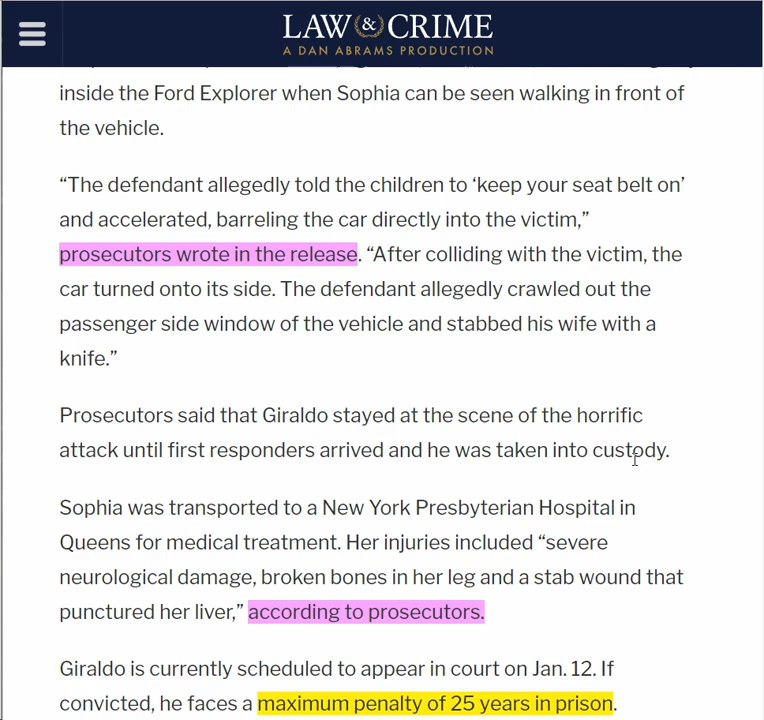 LAW & CRIME
A DAN ABRAMS PRODUCTION
inside the Ford Explorer when Sophia can be seen walking in front of
the vehicle.
“The defendant allegedly told the children to ‘keep your seat belt on’
and accelerated, barreling the car directly into the victim,”
prosecutors wrote in the release. “After colliding with the victim, the
car turned onto its side. The defendant allegedly crawled out the
passenger side window of the vehicle and stabbed his wife with a
knife.”
Prosecutors said that Giraldo stayed at the scene of the horrific
attack until first responders arrived and he was taken into custody.
Sophia was transported to a New York Presbyterian Hospital in
Queens for medical treatment. Her injuries included “severe
neurological damage, broken bones in her leg and a stab wound that
punctured her liver,” according to prosecutors.
Giraldo is currently scheduled to appear in court on Jan. 12. If
convicted, he faces a maximum penalty of 25 years in prison.